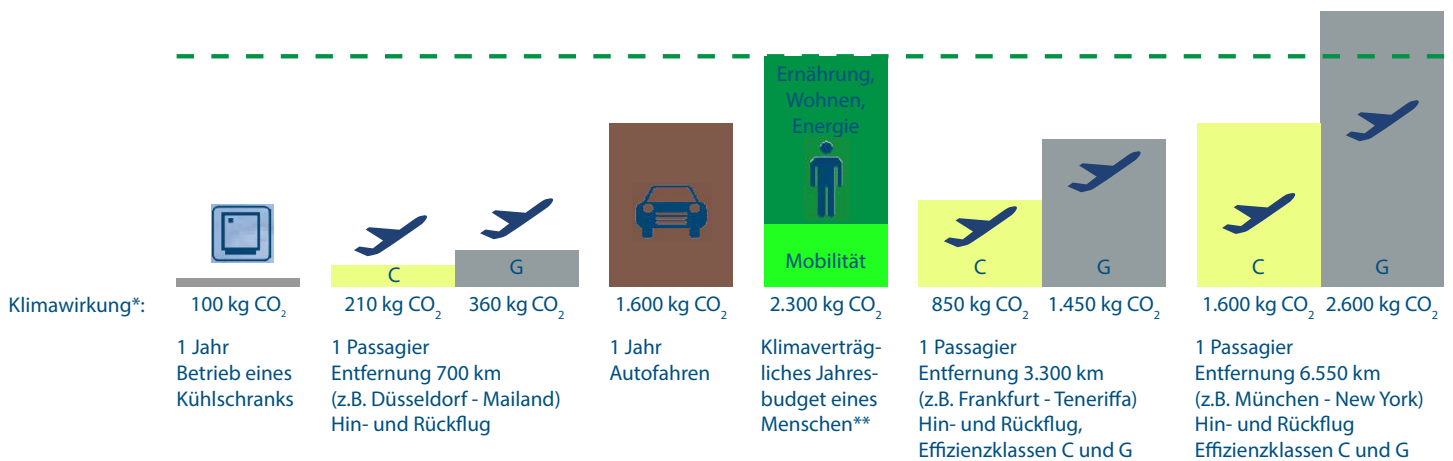 Ernährung,
Wohnen,
Energie
Mobilität
C
G
C
G
C
G
Klimawirkung*:
100 kg CO₂
210 kg CO₂
360 kg CO₂
1.600 kg CO₂
2.300 kg CO₂
850 kg CO₂
1.450 kg CO₂
1.600 kg CO₂
2.600 kg CO₂
1 Jahr
Betrieb eines
Kühlschranks
1 Passagier
Entfernung 700 km
(z.B. Düsseldorf - Mailand)
Hin- und Rückflug
1 Jahr
Autofahren
Klimaverträg-
liches Jahres-
budget eines
Menschen**
1 Passagier
Entfernung 3.300 km
(z.B. Frankfurt - Teneriffa)
Hin- und Rückflug,
Effizienzklassen C und G
1 Passagier
Entfernung 6.550 km
(z.B. München - New York)
Hin- und Rückflug
Effizienzklassen C und G